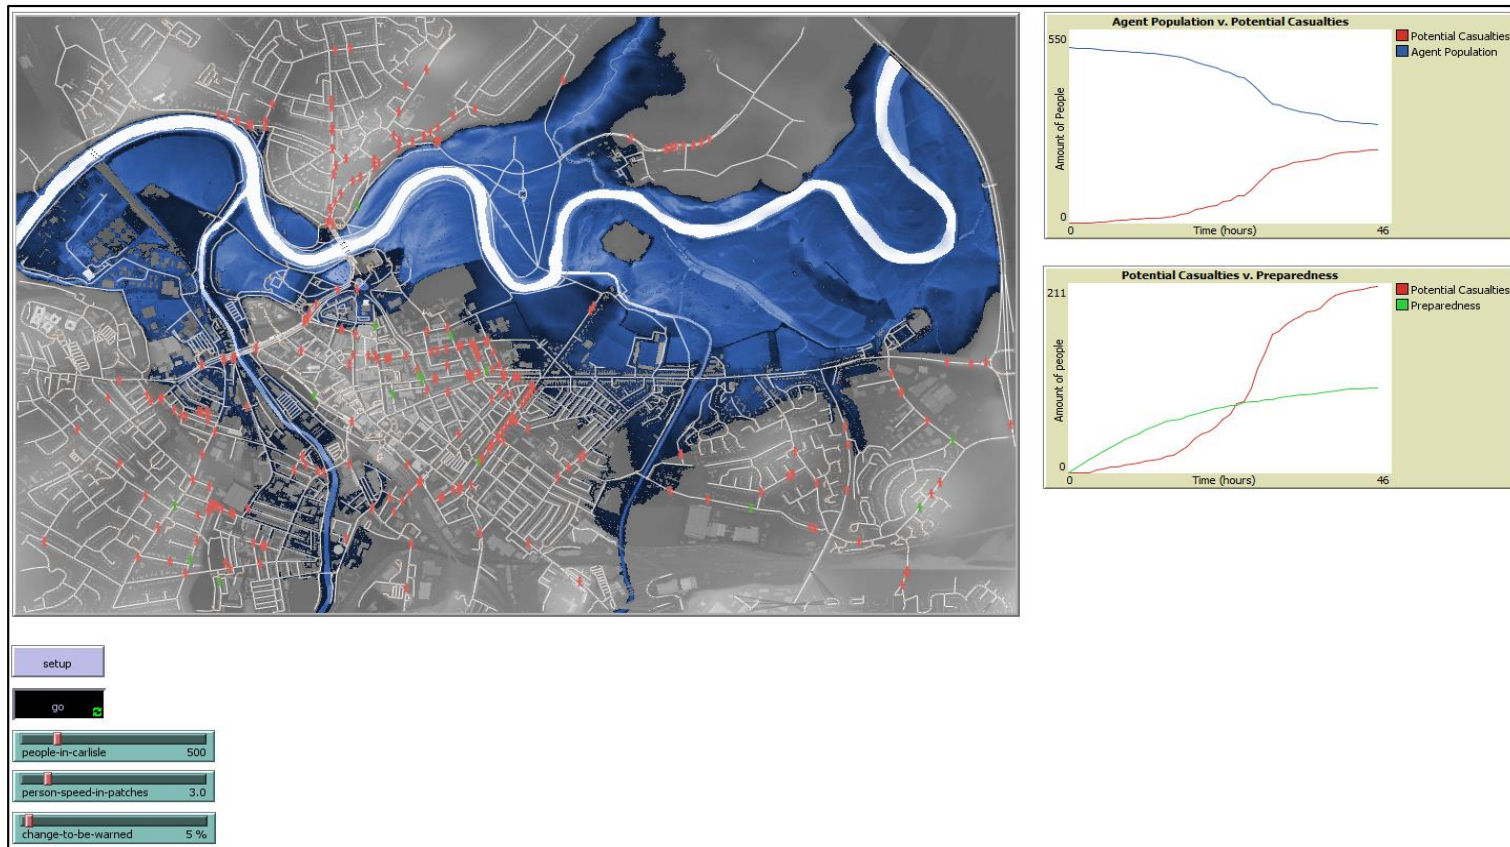 Agent Population v. Potential Casualties
550
Amount of People
0
0
Time (hours)
46
Potential Casualties
Agent Population
Potential Casualties v. Preparedness
211
Amount of people
0
0
Time (hours)
46
Potential Casualties
Preparedness
setup
go
people-in-carlisle 500
person-speed-in-patches 3.0
change-to-be-warned 5 %